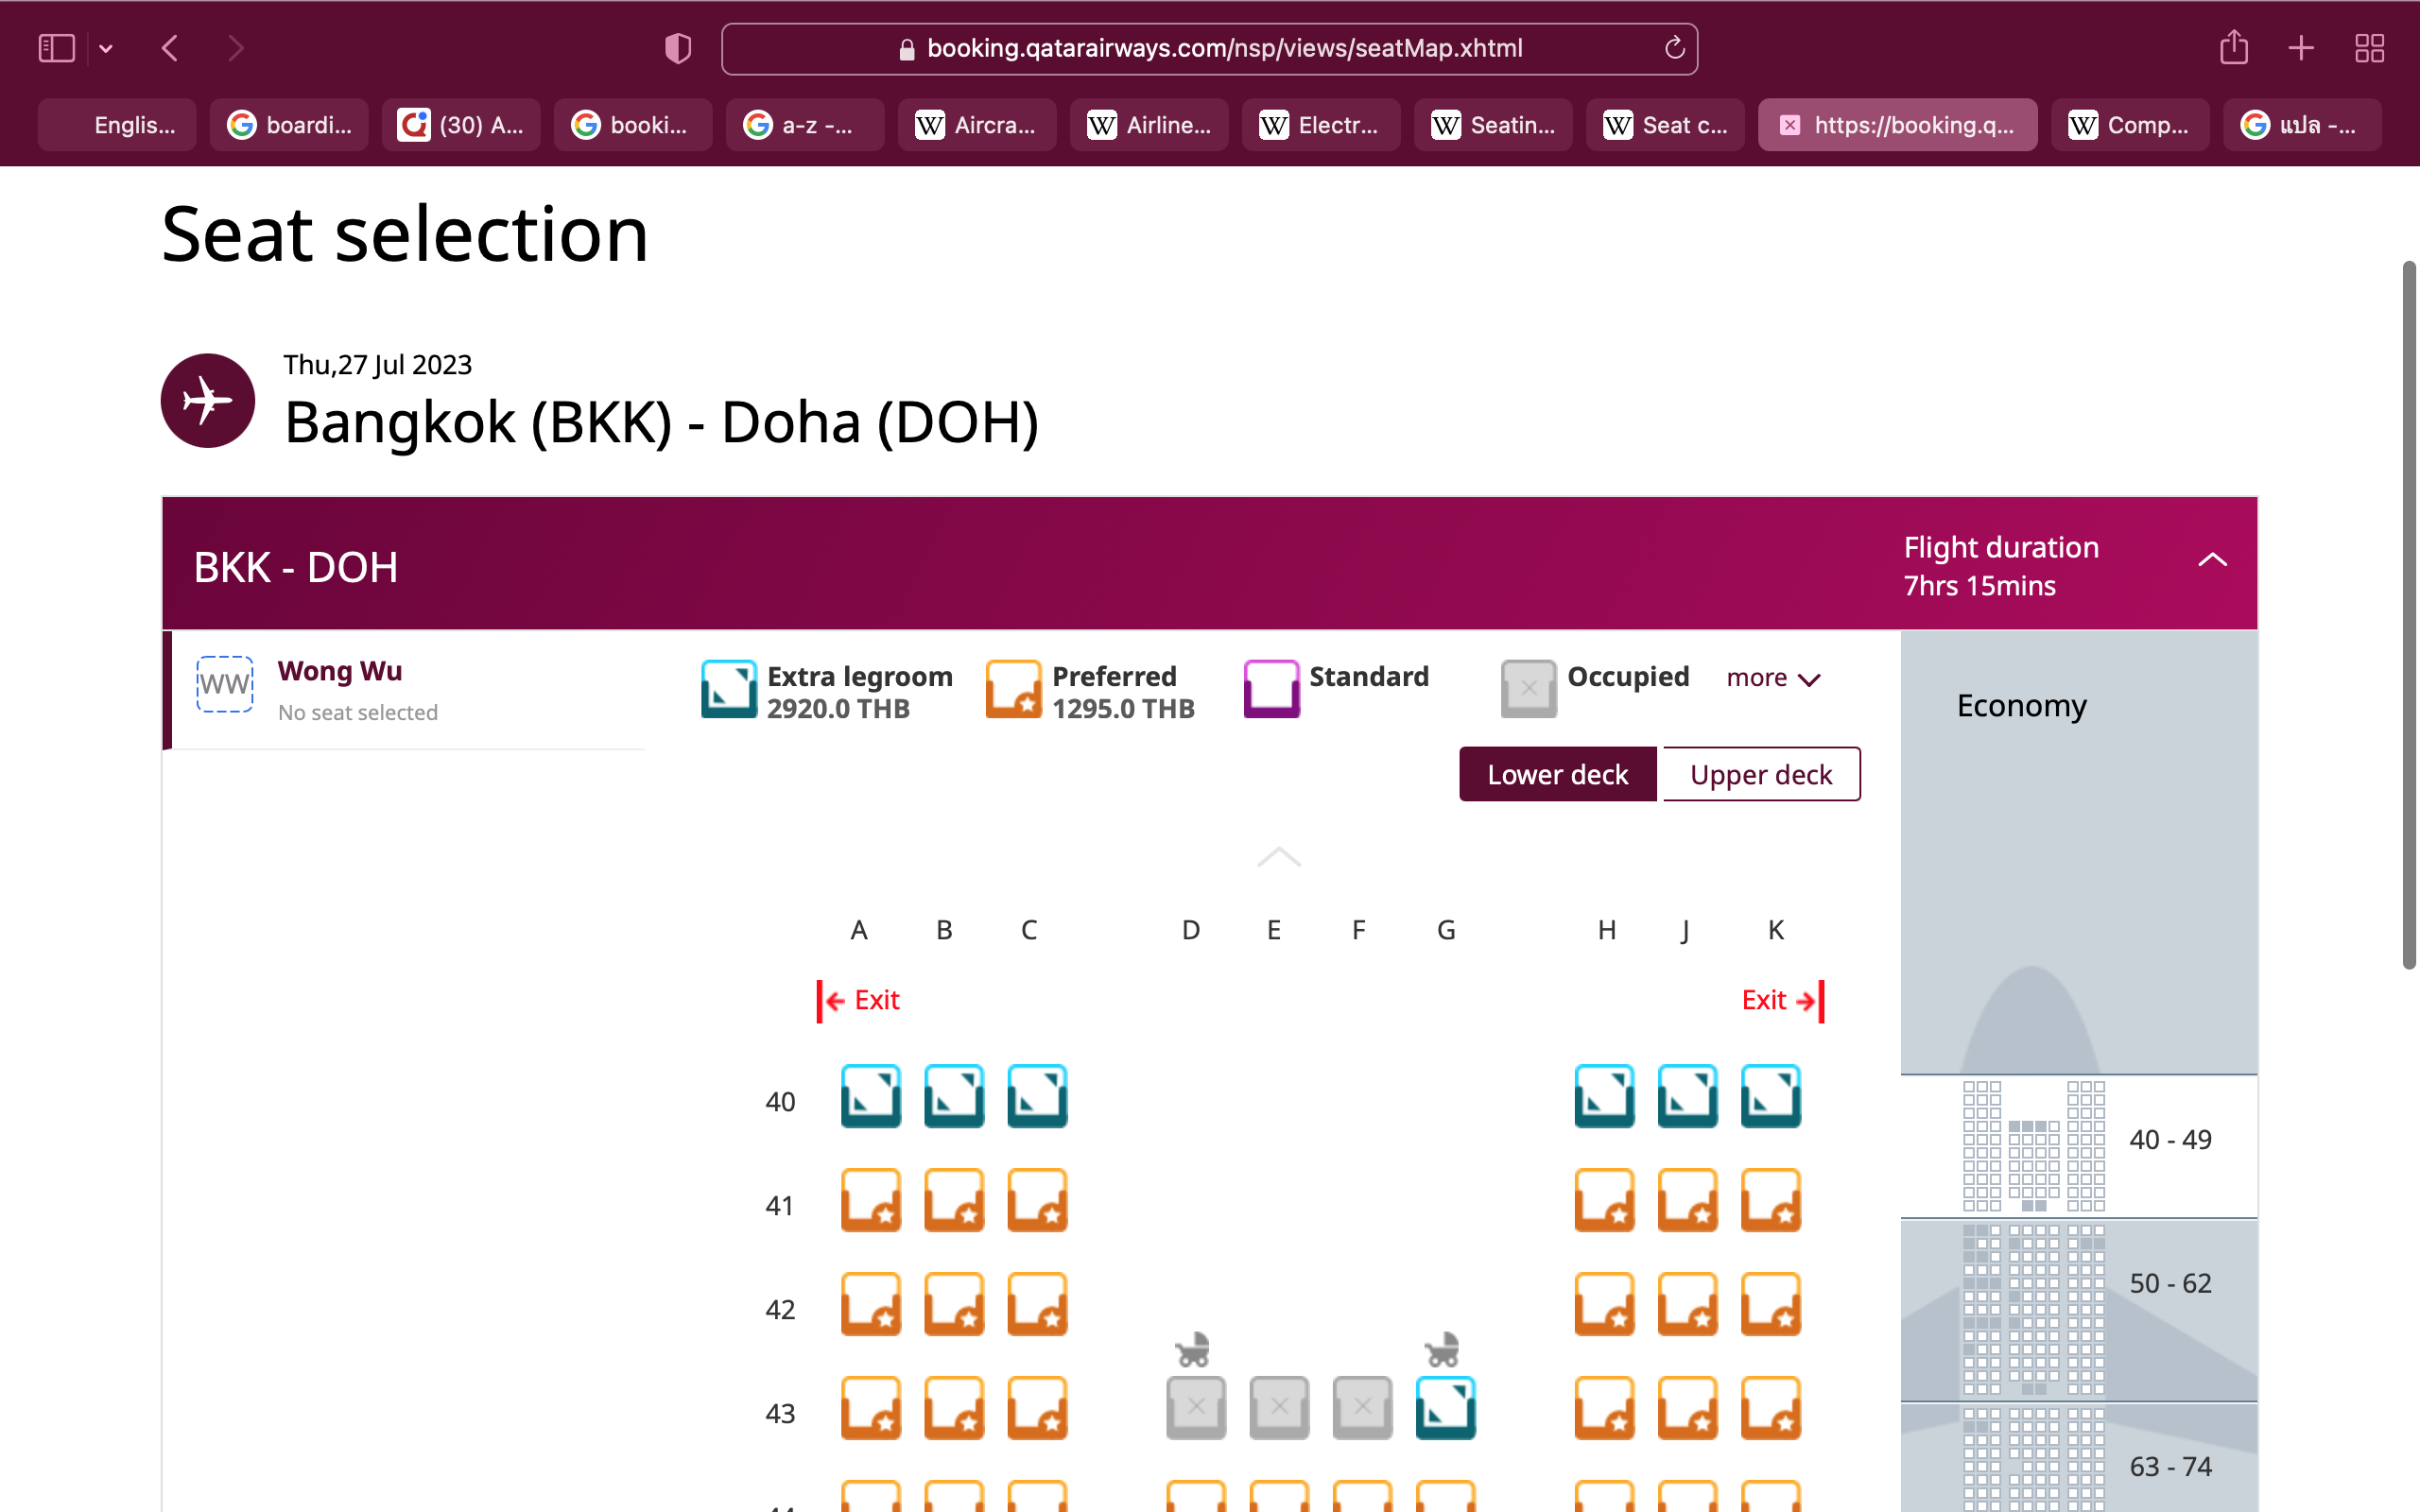 booking.qatarairways.com/nsp/views/seatMap.xhtml
Englis...
boardi...
(30) A...
booki...
a-z -...
Aircra...
Airline...
Electr...
Seatin...
Seat c...
https://booking.q...
Comp...
แปล -...
Seat selection
Thu,27 Jul 2023
Bangkok (BKK) - Doha (DOH)
BKK - DOH
Flight duration
7hrs 15mins
WW
Wong Wu
No seat selected
Extra legroom
2920.0 THB
Preferred
1295.0 THB
Standard
Occupied
more
Economy
Lower deck
Upper deck
A B C D E F G H J K
Exit
Exit
40
41
42
43
40 - 49
50 - 62
63 - 74